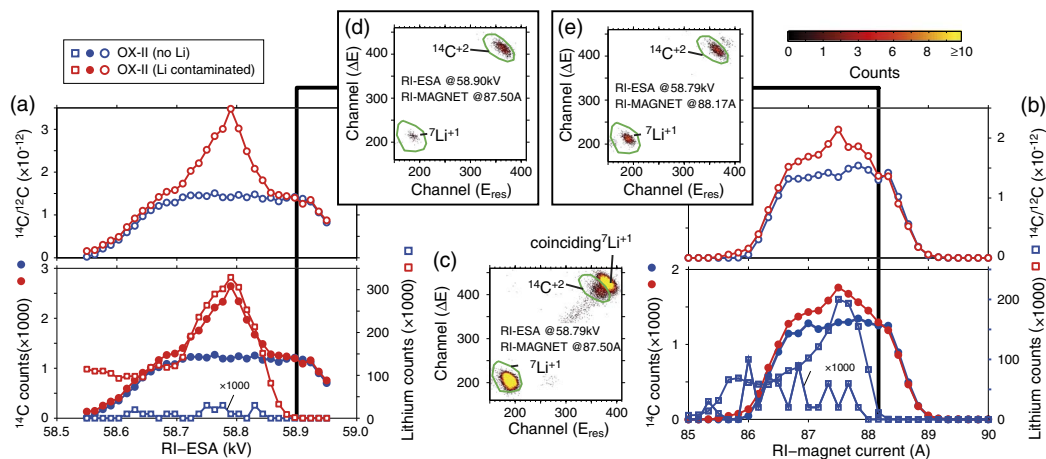 OX-II (no Li)
OX-II (Li contaminated)
(a)
¹⁴C/¹²C (×10⁻¹²)
3
2
1
0
¹⁴C counts(×1000)
3
2
1
0
Lithium counts (×1000)
300
250
200
150
100
50
0
×1000
58.5 58.6 58.7 58.8 58.9 59.0
RI-ESA (kV)
(d)
Channel (ΔE)
400
300
200
¹⁴C⁺²
RI-ESA @58.90kV
RI-MAGNET @87.50A
⁷Li⁺¹
200 300 400
Channel (E_res)
(e)
Channel (ΔE)
400
300
200
¹⁴C⁺²
RI-ESA @58.79kV
RI-MAGNET @88.17A
⁷Li⁺¹
200 300 400
Channel (E_res)
0 1 3 6 8 ≥10
Counts
(c)
coinciding⁷Li⁺¹
Channel (ΔE)
400
300
200
¹⁴C⁺²
RI-ESA @58.79kV
RI-MAGNET @87.50A
⁷Li⁺¹
200 300 400
Channel (E_res)
(b)
¹⁴C/¹²C (×10⁻¹²)
2
1
0
¹⁴C counts(×1000)
2
1
0
Lithium counts (×1000)
200
100
0
×1000
85 86 87 88 89 90
RI-magnet current (A)